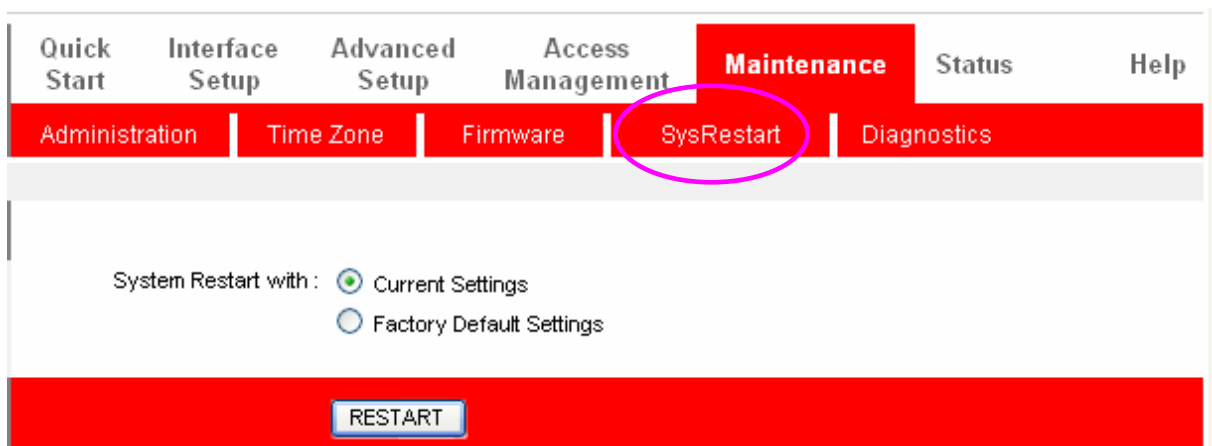 Quick Start
Interface Setup
Advanced Setup
Access Management
Maintenance
Status
Help
Administration
Time Zone
Firmware
SysRestart
Diagnostics
System Restart with :
Current Settings
Factory Default Settings
RESTART